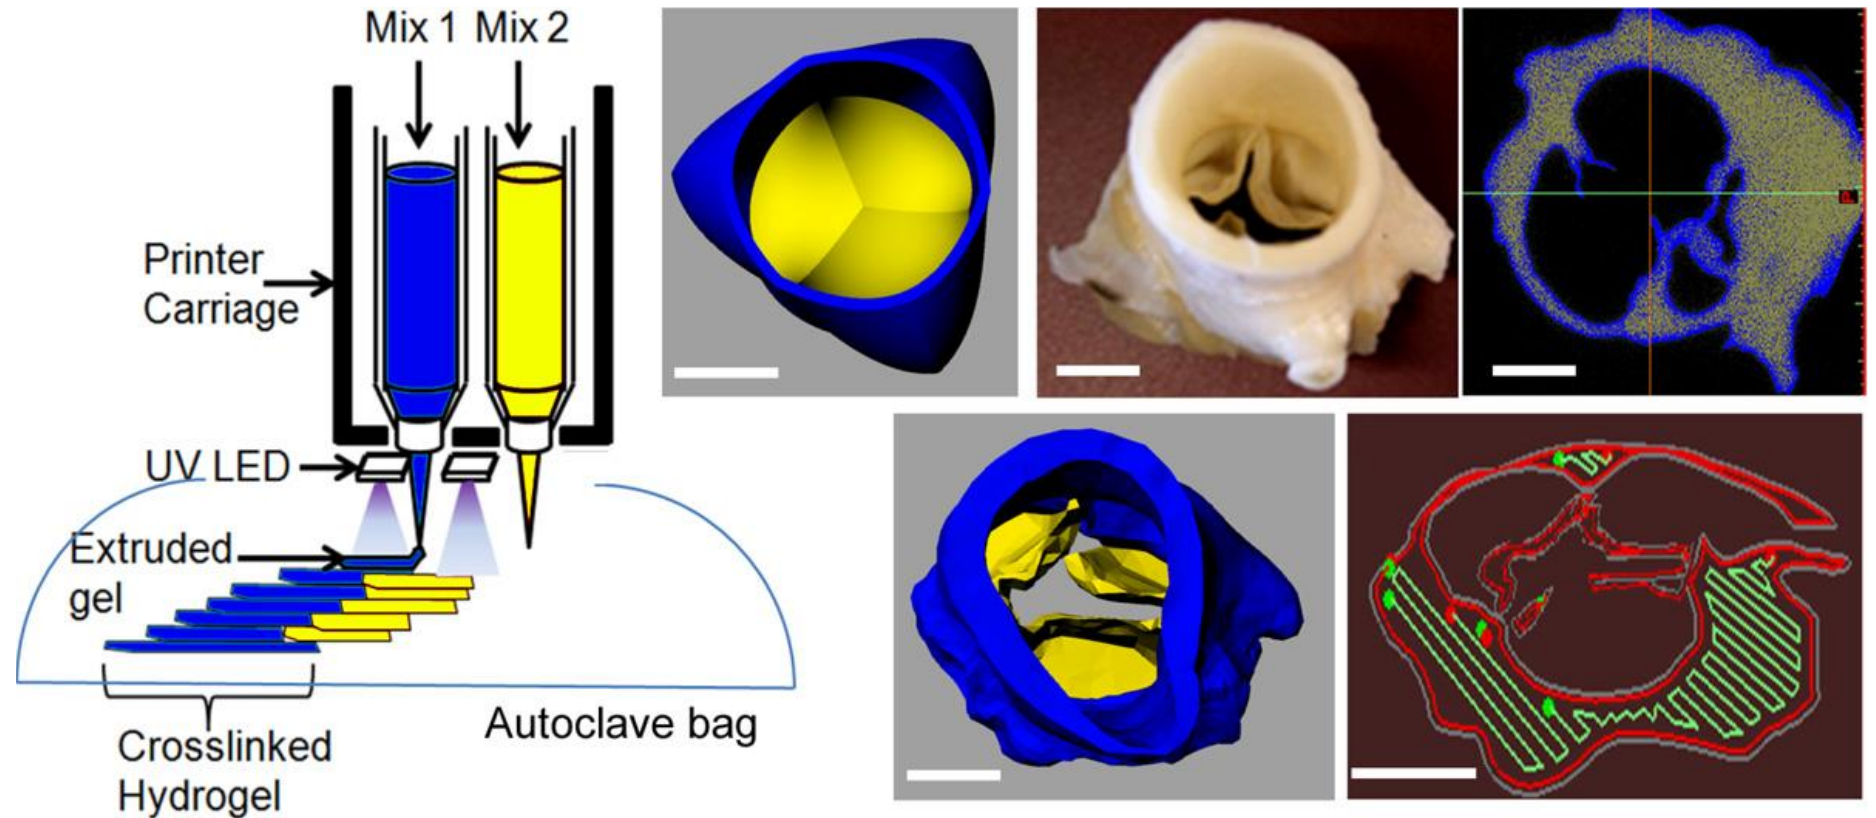 Mix 1 Mix 2
Printer
Carriage
UV LED
Extruded
gel
Autoclave bag
Crosslinked
Hydrogel
P